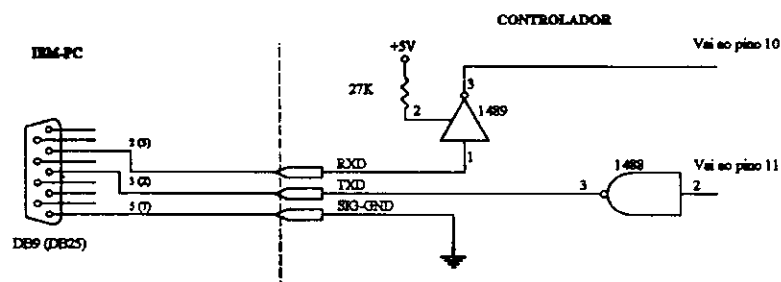 CONTROLADOR
IBM-PC
+5V
Vai ao pino 10
27K
2
3
1489
1
2 (3)
RXD
1488
Vai ao pino 11
3 (2)
TXD
3
2
5 (7)
SIG-GND
DB9 (DB25)